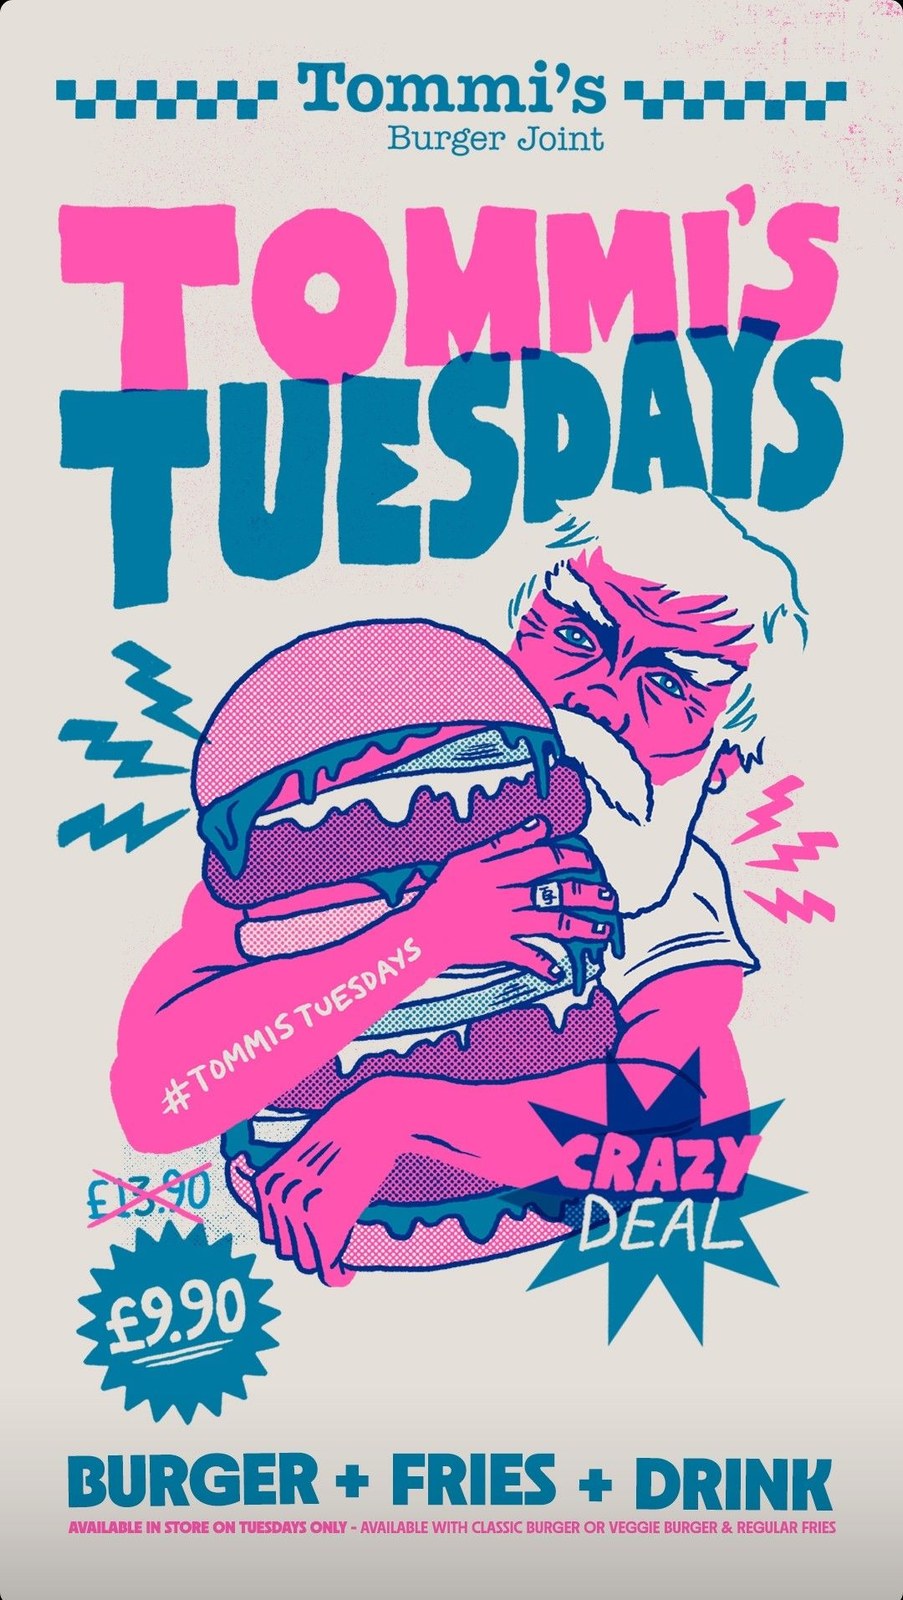 Tommi's
Burger Joint
TOMMI'S
TUESDAYS
#TOMMISTUESDAYS
£13.90
£9.90
CRAZY
DEAL
BURGER + FRIES + DRINK
AVAILABLE IN STORE ON TUESDAYS ONLY - AVAILABLE WITH CLASSIC BURGER OR VEGGIE BURGER & REGULAR FRIES